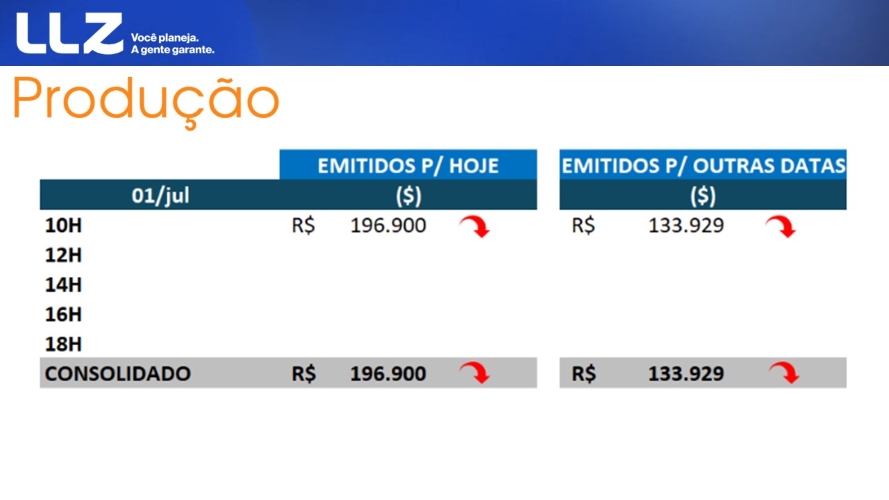 LLZ
Você planeja.
A gente garante.
Produção
EMITIDOS P/ HOJE EMITIDOS P/ OUTRAS DATAS
01/jul ($) ($)
10H R$ 196.900 R$ 133.929
12H
14H
16H
18H
CONSOLIDADO R$ 196.900 R$ 133.929